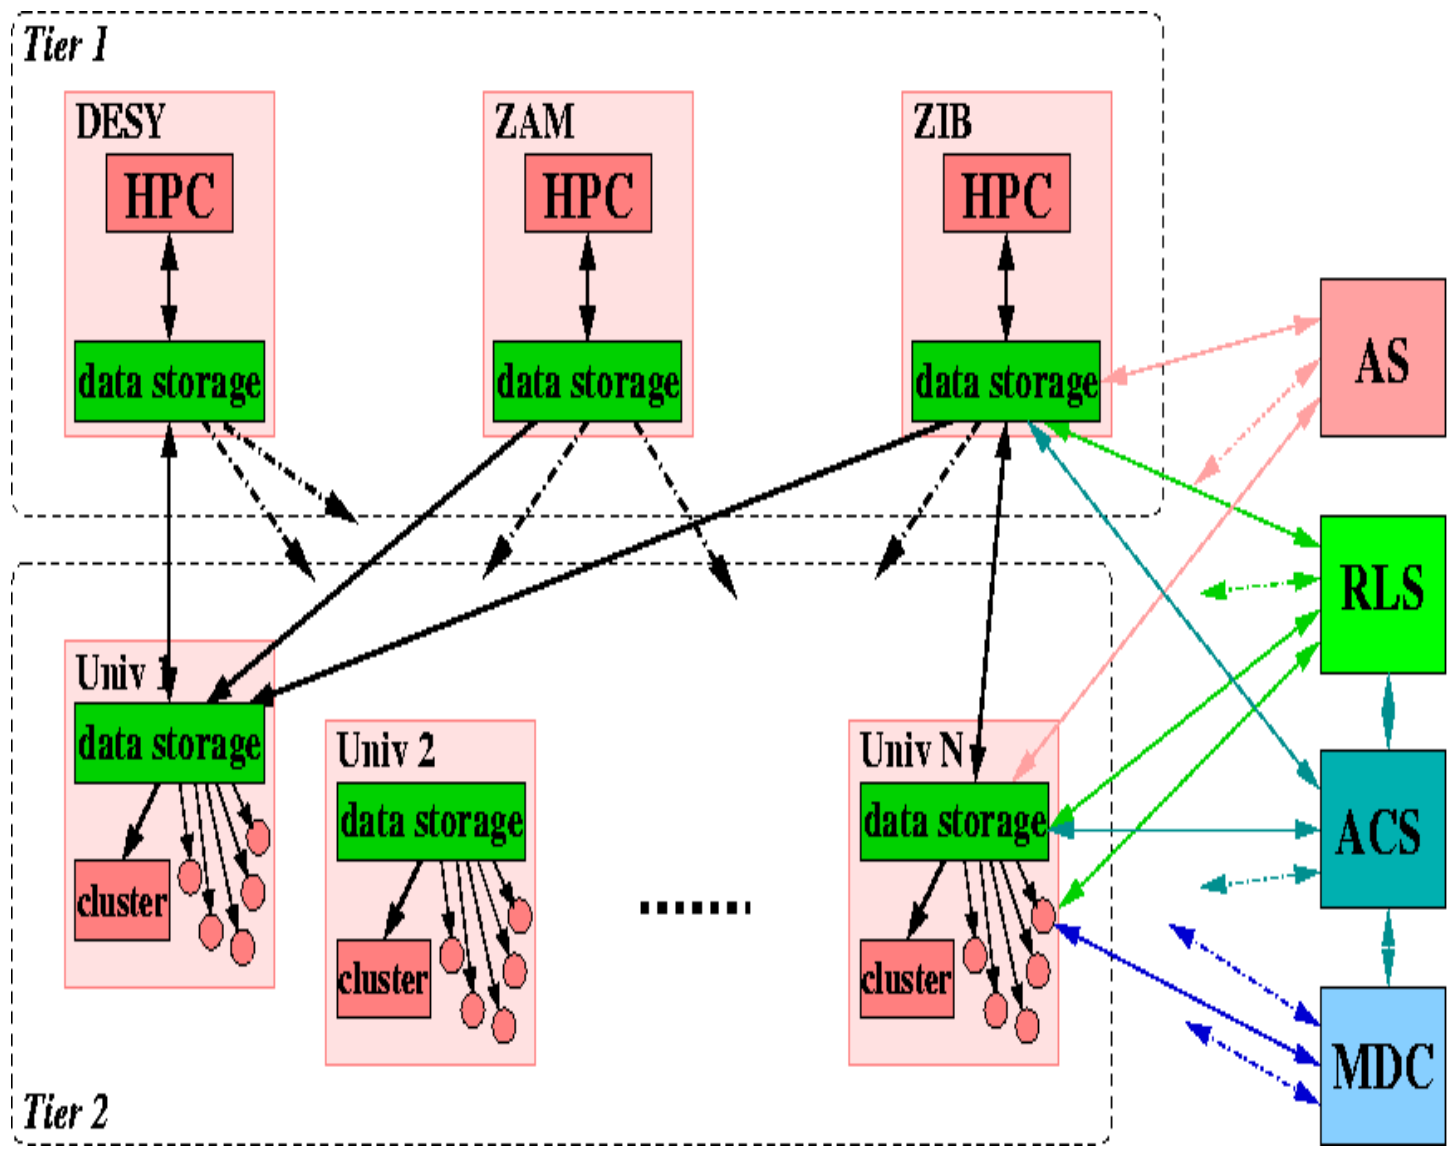 Tier 1
DESY
ZAM
ZIB
HPC
HPC
HPC
data storage
data storage
data storage
AS
RLS
Univ 1
data storage
Univ 2
data storage
Univ N
data storage
ACS
cluster
cluster
cluster
MDC
Tier 2